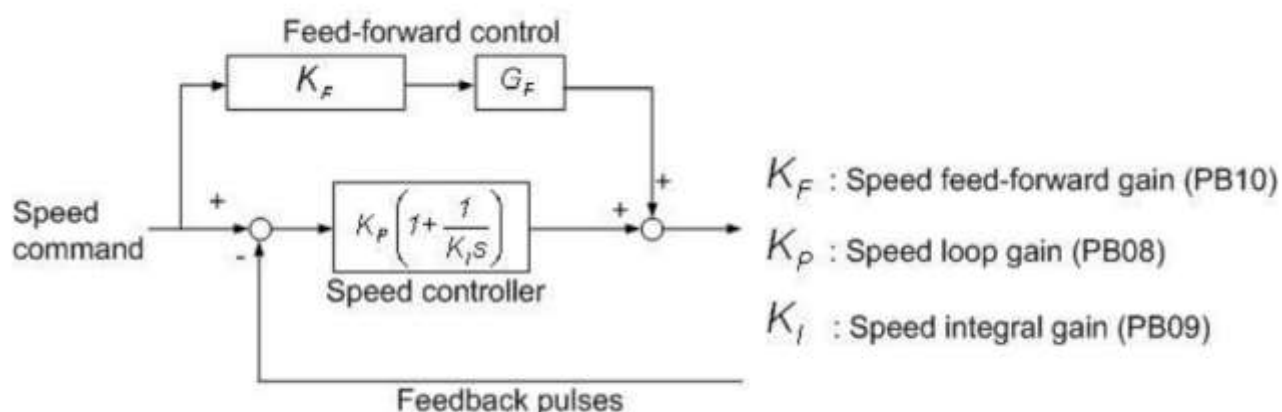 Feed-forward control
K_F
G_F
+
K_F : Speed feed-forward gain (PB10)
Speed
command
+
-
K_P(1+1/(K_I s))
+
K_P : Speed loop gain (PB08)
Speed controller
K_I : Speed integral gain (PB09)
Feedback pulses